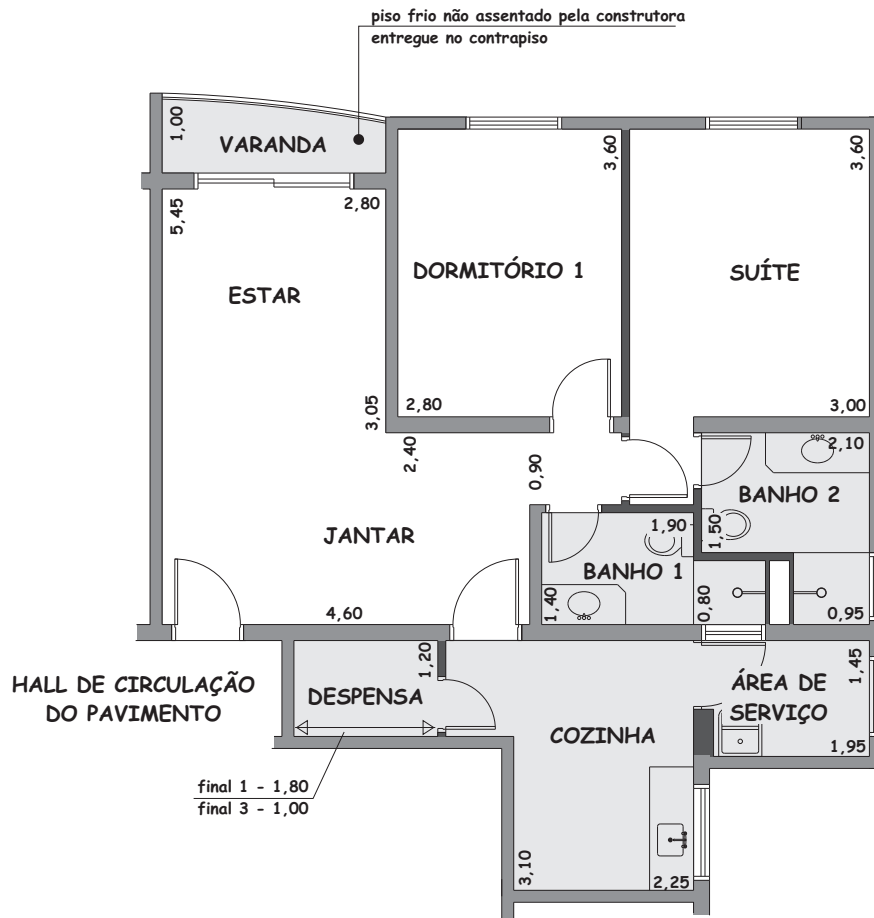 piso frio não assentado pela construtora
entregue no contrapiso
1,00
VARANDA
3,60
3,60
5,45
2,80
ESTAR
DORMITÓRIO 1
SUÍTE
3,05
2,80
3,00
2,40
0,90
2,10
BANHO 2
1,50
JANTAR
1,90
BANHO 1
1,40
0,80
0,95
4,60
HALL DE CIRCULAÇÃO
DO PAVIMENTO
DESPENSA
1,20
ÁREA DE
SERVIÇO
1,45
COZINHA
1,95
final 1 - 1,80
final 3 - 1,00
3,10
2,25